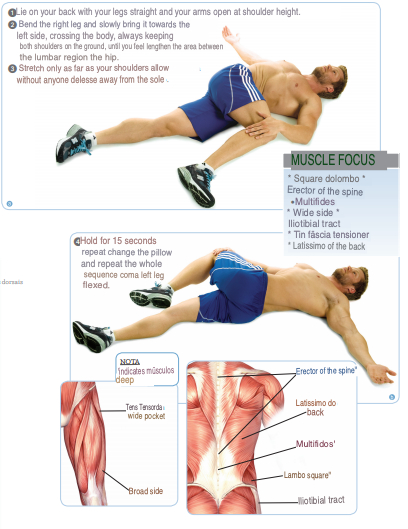 1 Lie on your back with your legs straight and your arms open at shoulder height.
2 Bend the right leg and slowly bring it towards the
left side, crossing the body, always keeping
both shoulders on the ground, until you feel lengthen the area between
the lumbar region the hip.
3 Stretch only as far as your shoulders allow
without anyone delesse away from the sole .
MUSCLE FOCUS
* Square dolombo *
Erector of the spine
•Multifides
* Wide side *
Iliotibial tract
* Tin fáscia tensioner
* Latissimo of the back
4 Hold for 15 seconds
repeat change the pillow
and repeat the whole
sequence coma left leg
flexed.
dorsais
NOTA
Indicates músculos
deep
Erector of the spine*
Tens Tensorda
wide pocket
Latissimo do
back
Multifidos'
Lambo square"
Broad side
Iliotibial tract